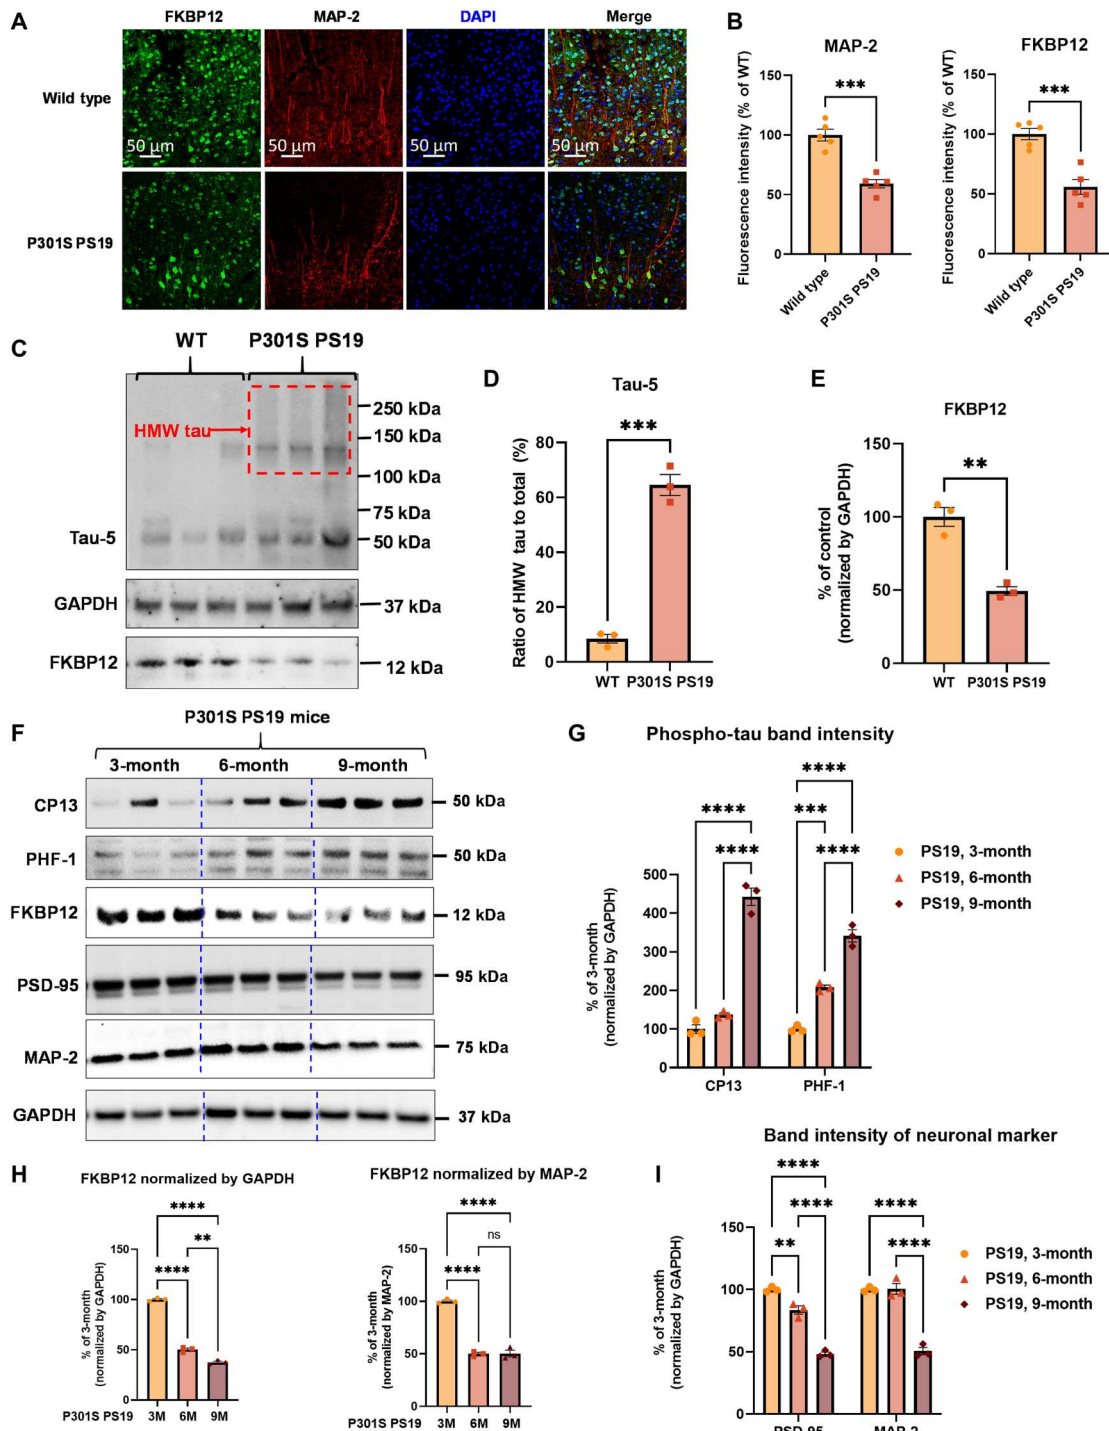 A
FKBP12 MAP-2 DAPI Merge
Wild type
50 µm 50 µm 50 µm 50 µm
P301S PS19
B
MAP-2
Fluorescence intensity (% of WT)
150
100
50
0
***
Wild type
P301S PS19
FKBP12
Fluorescence intensity (% of WT)
150
100
50
0
***
Wild type
P301S PS19
C
WT P301S PS19
HMW tau
250 kDa
150 kDa
100 kDa
75 kDa
Tau-5
50 kDa
GAPDH
37 kDa
FKBP12
12 kDa
D
Tau-5
Ratio of HMW tau to total (%)
80
60
40
20
0
***
WT P301S PS19
E
FKBP12
% of control
(normalized by GAPDH)
150
100
50
0
**
WT P301S PS19
F
P301S PS19 mice
3-month 6-month 9-month
CP13
50 kDa
PHF-1
50 kDa
FKBP12
12 kDa
PSD-95
95 kDa
MAP-2
75 kDa
GAPDH
37 kDa
G
Phospho-tau band intensity
% of 3-month
(normalized by GAPDH)
500
400
300
200
100
0
****
****
****
***
****
CP13 PHF-1
PS19, 3-month
PS19, 6-month
PS19, 9-month
H
FKBP12 normalized by GAPDH
% of 3-month
(normalized by GAPDH)
150
100
50
0
****
**
****
P301S PS19 3M 6M 9M
FKBP12 normalized by MAP-2
% of 3-month
(normalized by MAP-2)
150
100
50
0
****
ns
****
P301S PS19 3M 6M 9M
I
Band intensity of neuronal marker
% of 3-month
(normalized by GAPDH)
150
100
50
0
****
****
**
****
****
PSD-95 MAP-2
PS19, 3-month
PS19, 6-month
PS19, 9-month